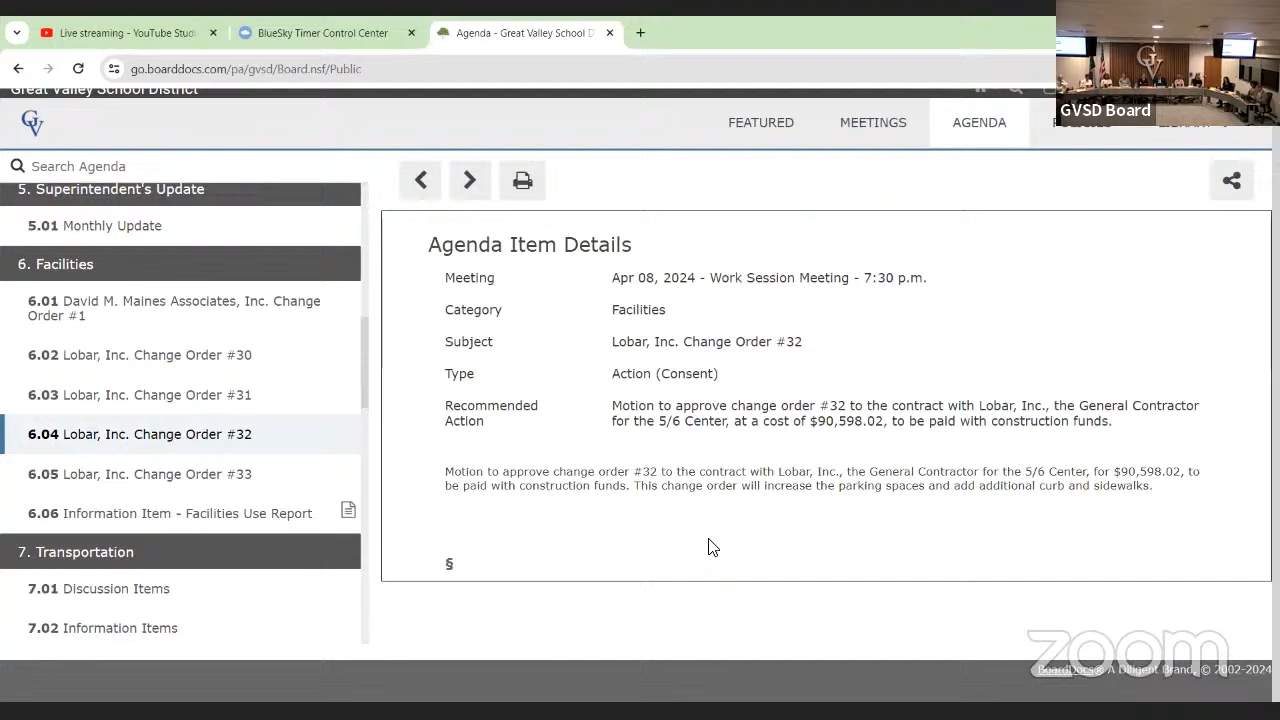 Live streaming - YouTube Studi
BlueSky Timer Control Center
Agenda - Great Valley School D
go.boarddocs.com/pa/gvsd/Board.nsf/Public
Great Valley School District
GV
GVSD Board
FEATURED
MEETINGS
AGENDA
Search Agenda
5. Superintendent's Update
5.01 Monthly Update
6. Facilities
6.01 David M. Maines Associates, Inc. Change
Order #1
6.02 Lobar, Inc. Change Order #30
6.03 Lobar, Inc. Change Order #31
6.04 Lobar, Inc. Change Order #32
6.05 Lobar, Inc. Change Order #33
6.06 Information Item - Facilities Use Report
7. Transportation
7.01 Discussion Items
7.02 Information Items
Agenda Item Details
Meeting
Apr 08, 2024 - Work Session Meeting - 7:30 p.m.
Category
Facilities
Subject
Lobar, Inc. Change Order #32
Type
Action (Consent)
Recommended
Action
Motion to approve change order #32 to the contract with Lobar, Inc., the General Contractor
for the 5/6 Center, at a cost of $90,598.02, to be paid with construction funds.
Motion to approve change order #32 to the contract with Lobar, Inc., the General Contractor for the 5/6 Center, for $90,598.02, to
be paid with construction funds. This change order will increase the parking spaces and add additional curb and sidewalks.
§
zoom
BoardDocs® A Diligent Brand, © 2002-2024